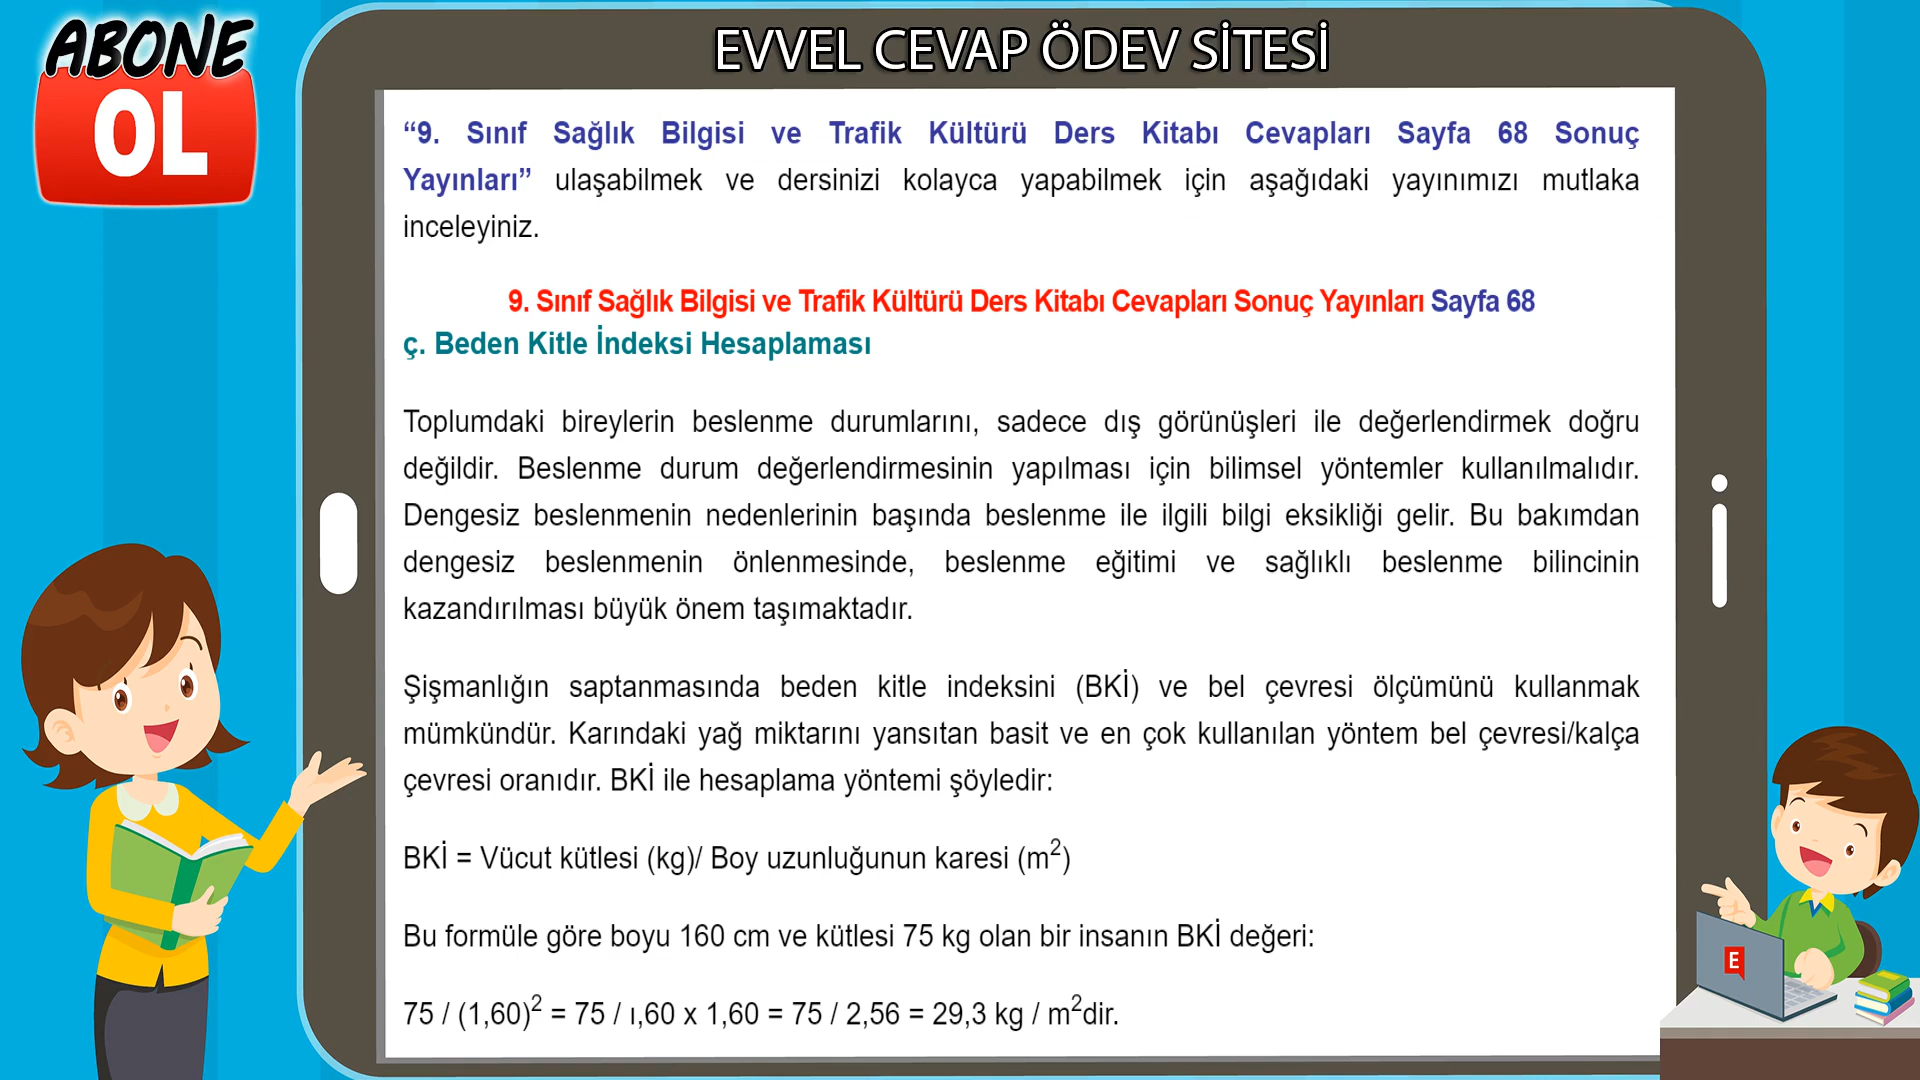 ABONE
OL
EVVEL CEVAP ÖDEV SİTESİ
“9. Sınıf Sağlık Bilgisi ve Trafik Kültürü Ders Kitabı Cevapları Sayfa 68 Sonuç
Yayınları” ulaşabilmek ve dersinizi kolayca yapabilmek için aşağıdaki yayınımızı mutlaka
inceleyiniz.
9. Sınıf Sağlık Bilgisi ve Trafik Kültürü Ders Kitabı Cevapları Sonuç Yayınları Sayfa 68
ç. Beden Kitle İndeksi Hesaplaması
Toplumdaki bireylerin beslenme durumlarını, sadece dış görünüşleri ile değerlendirmek doğru
değildir. Beslenme durum değerlendirmesinin yapılması için bilimsel yöntemler kullanılmalıdır.
Dengesiz beslenmenin nedenlerinin başında beslenme ile ilgili bilgi eksikliği gelir. Bu bakımdan
dengesiz beslenmenin önlenmesinde, beslenme eğitimi ve sağlıklı beslenme bilincinin
kazandırılması büyük önem taşımaktadır.
Şişmanlığın saptanmasında beden kitle indeksini (BKİ) ve bel çevresi ölçümünü kullanmak
mümkündür. Karındaki yağ miktarını yansıtan basit ve en çok kullanılan yöntem bel çevresi/kalça
çevresi oranıdır. BKİ ile hesaplama yöntemi şöyledir:
BKİ = Vücut kütlesi (kg)/ Boy uzunluğunun karesi (m²)
Bu formüle göre boyu 160 cm ve kütlesi 75 kg olan bir insanın BKİ değeri:
75 / (1,60)² = 75 / ı,60 x 1,60 = 75 / 2,56 = 29,3 kg / m²dir.
E